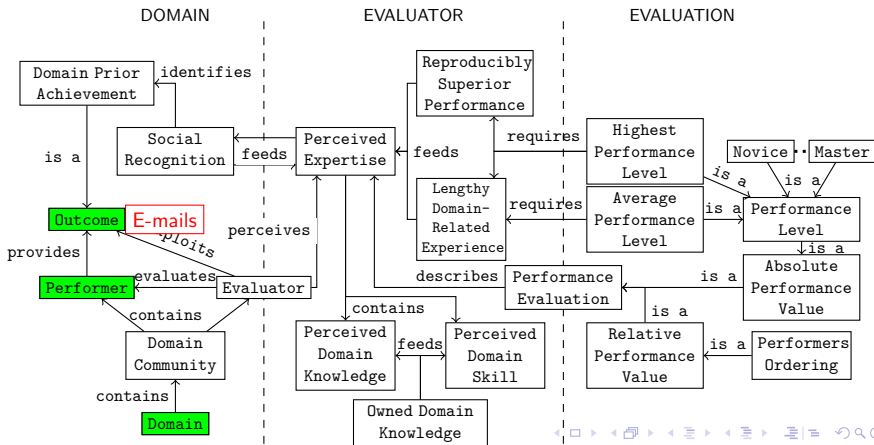 DOMAIN
EVALUATOR
EVALUATION
Domain Prior
Achievement
identifies
Reproducibly
Superior
Performance
Social
Recognition
feeds
Perceived
Expertise
feeds
requires
Highest
Performance
Level
Novice
··
Master
is a
is a
is a
is a
Lengthy
Domain-
Related
Experience
requires
Average
Performance
Level
is a
Performance
Level
Outcome
E-mails
ploits
perceives
provides
is a
Performer
evaluates
Evaluator
describes
Performance
Evaluation
is a
Absolute
Performance
Value
contains
contains
is a
Domain
Community
Perceived
Domain
Knowledge
feeds
Perceived
Domain
Skill
Relative
Performance
Value
is a
Performers
Ordering
contains
Domain
Owned Domain
Knowledge